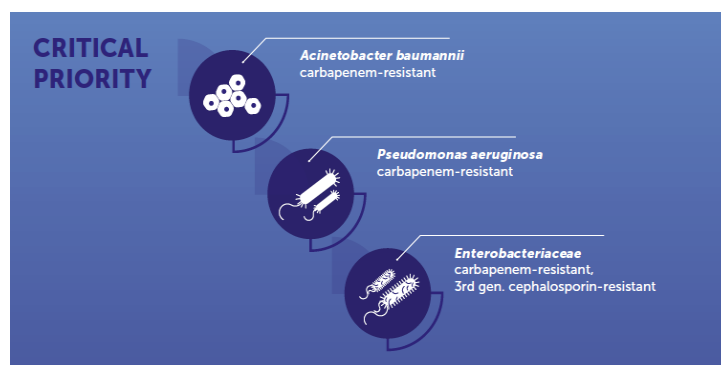 CRITICAL
PRIORITY
Acinetobacter baumannii
carbapenem-resistant
Pseudomonas aeruginosa
carbapenem-resistant
Enterobacteriaceae
carbapenem-resistant,
3rd gen. cephalosporin-resistant